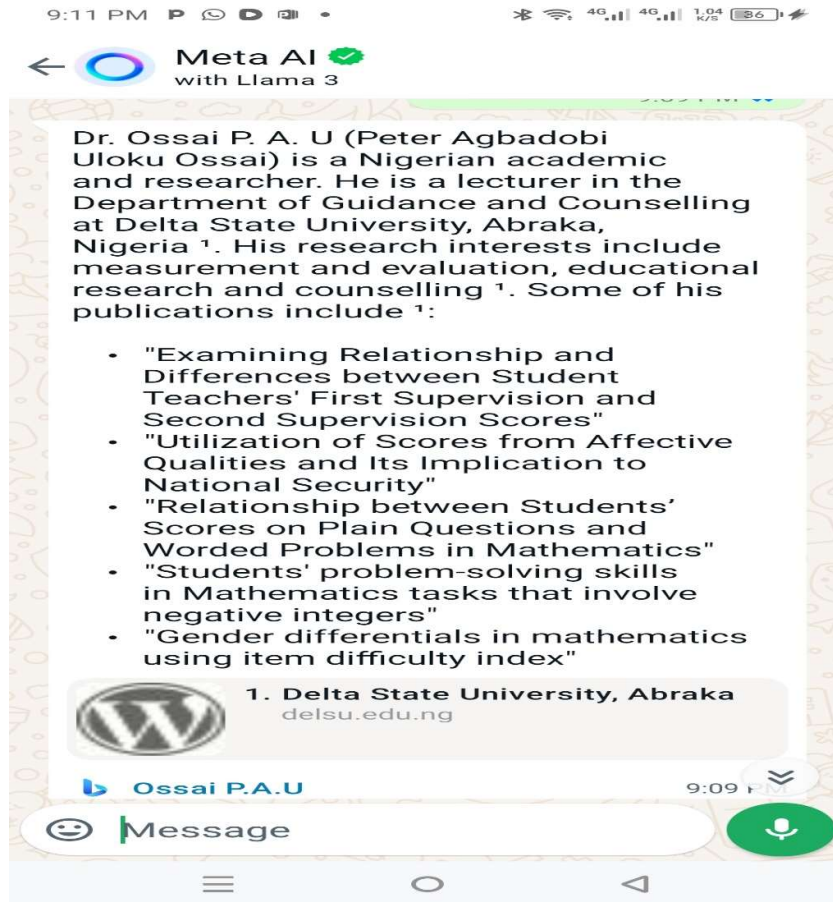 9:11 PM
4G 4G 1.04 K/S 36
Meta AI
with Llama 3
Dr. Ossai P. A. U (Peter Agbadobi
Uloku Ossai) is a Nigerian academic
and researcher. He is a lecturer in the
Department of Guidance and Counselling
at Delta State University, Abraka,
Nigeria ¹. His research interests include
measurement and evaluation, educational
research and counselling ¹. Some of his
publications include ¹:
• "Examining Relationship and
Differences between Student
Teachers' First Supervision and
Second Supervision Scores"
• "Utilization of Scores from Affective
Qualities and Its Implication to
National Security"
• "Relationship between Students’
Scores on Plain Questions and
Worded Problems in Mathematics"
• "Students' problem-solving skills
in Mathematics tasks that involve
negative integers"
• "Gender differentials in mathematics
using item difficulty index"
1. Delta State University, Abraka
delsu.edu.ng
Ossai P.A.U 9:09
Message